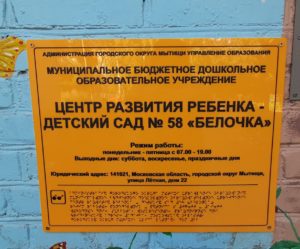 АДМИНИСТРАЦИЯ ГОРОДСКОГО ОКРУГА МЫТИЩИ УПРАВЛЕНИЕ ОБРАЗОВАНИЯ
МУНИЦИПАЛЬНОЕ БЮДЖЕТНОЕ ДОШКОЛЬНОЕ
ОБРАЗОВАТЕЛЬНОЕ УЧРЕЖДЕНИЕ
ЦЕНТР РАЗВИТИЯ РЕБЕНКА -
ДЕТСКИЙ САД № 58 «БЕЛОЧКА»
Режим работы:
понедельник - пятница с 07.00 - 19.00
Выходные дни: суббота, воскресенье, праздничные дни
Юридический адрес: 141021, Московская область, городской округ Мытищи,
улица Лётная, дом 22